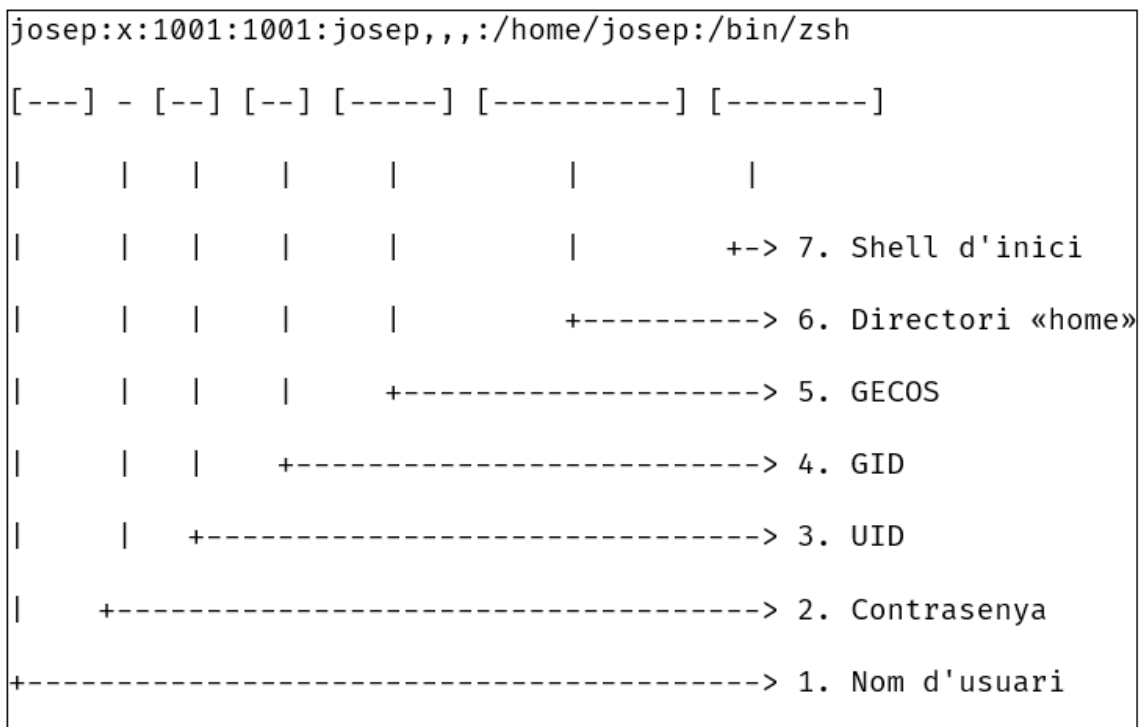 josep:x:1001:1001:josep,,,:/home/josep:/bin/zsh
[---] - [--] [--] [-----] [----------] [--------]
|     |   |    |     |         |         |
|     |   |    |     |         |        +-> 7. Shell d'inici
|     |   |    |     |         +----------> 6. Directori «home»
|     |   |    |     +--------------------> 5. GECOS
|     |   |    +--------------------------> 4. GID
|     |   +-------------------------------> 3. UID
|    +------------------------------------> 2. Contrasenya
+-----------------------------------------> 1. Nom d'usuari